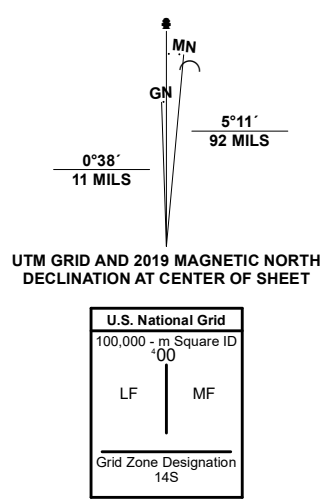 MN
GN
5°11´
92 MILS
0°38´
11 MILS
UTM GRID AND 2019 MAGNETIC NORTH
DECLINATION AT CENTER OF SHEET
U.S. National Grid
100,000 - m Square ID
⁴00
LF MF
Grid Zone Designation
14S